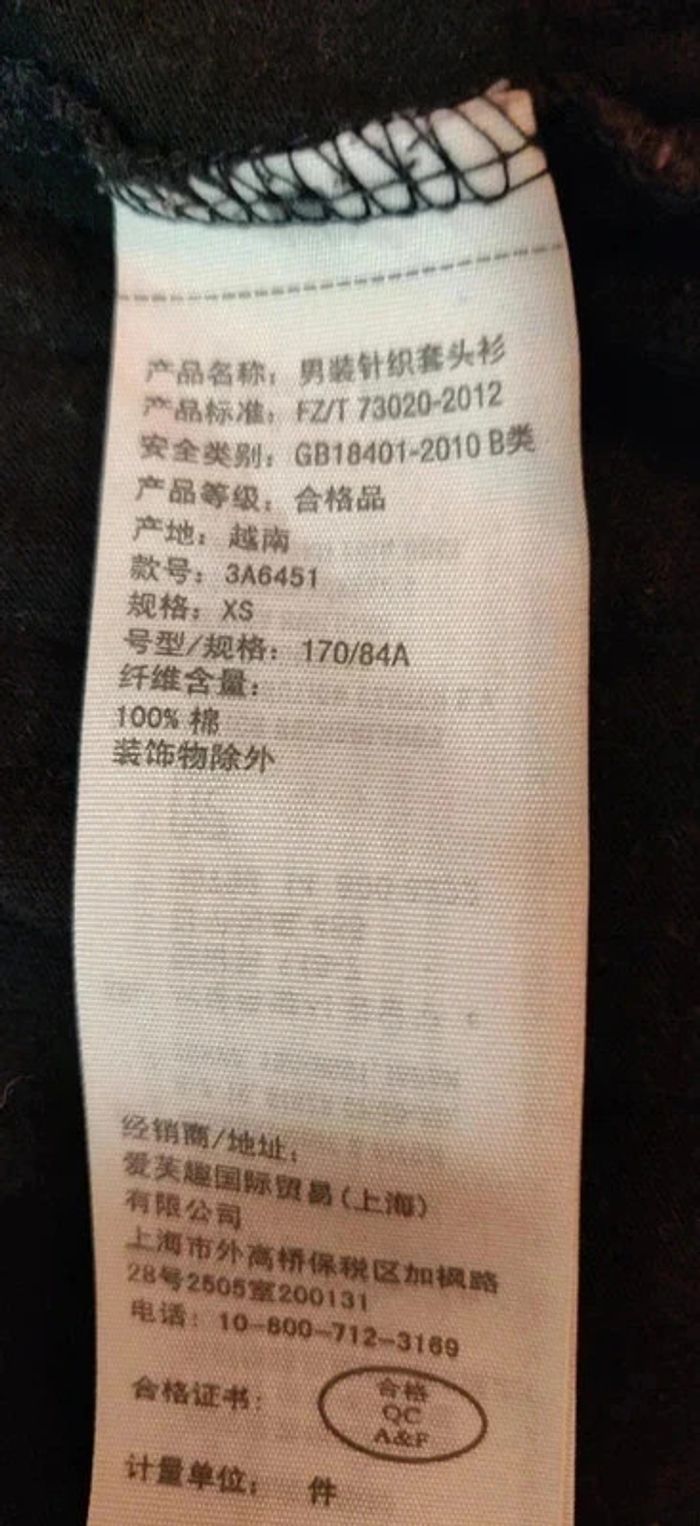 产品名称：男装针织套头衫
产品标准：FZ/T 73020-2012
安全类别：GB18401-2010 B类
产品等级：合格品
产地：越南
款号：3A6451
规格：XS
号型/规格：170/84A
纤维含量：
100% 棉
装饰物除外
经销商/地址：
爱芙趣国际贸易(上海)
有限公司
上海市外高桥保税区加枫路
28号2505室200131
电话：10-800-712-3169
合格证书：
合格
QC
A&F
计量单位： 件